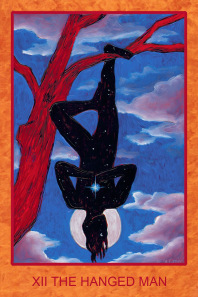 XII THE HANGED MAN